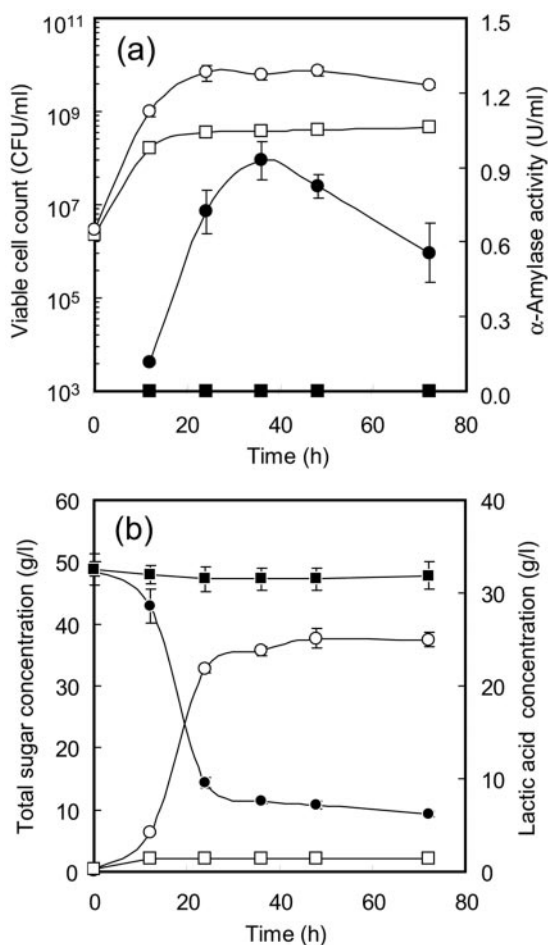 (a)
Viable cell count (CFU/ml)
10¹¹
10⁹
10⁷
10⁵
10³
α-Amylase activity (U/ml)
1.5
1.2
0.9
0.6
0.3
0.0
0 20 40 60 80
Time (h)
(b)
Total sugar concentration (g/l)
60
50
40
30
20
10
0
Lactic acid concentration (g/l)
40
30
20
10
0
0 20 40 60 80
Time (h)